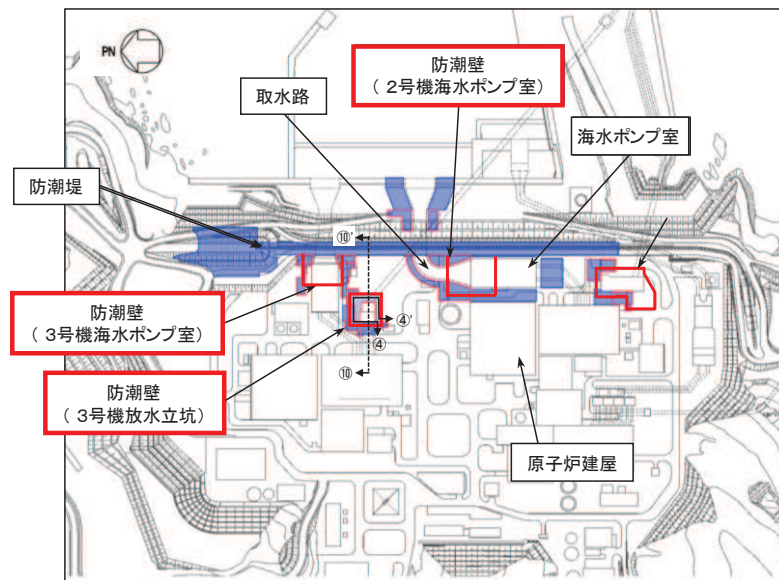 PN
防潮壁
（ 2号機海水ポンプ室）
取水路
海水ポンプ室
防潮堤
⑩'
防潮壁
（ 3号機海水ポンプ室）
④'
④
⑩
防潮壁
（ 3号機放水立坑）
原子炉建屋